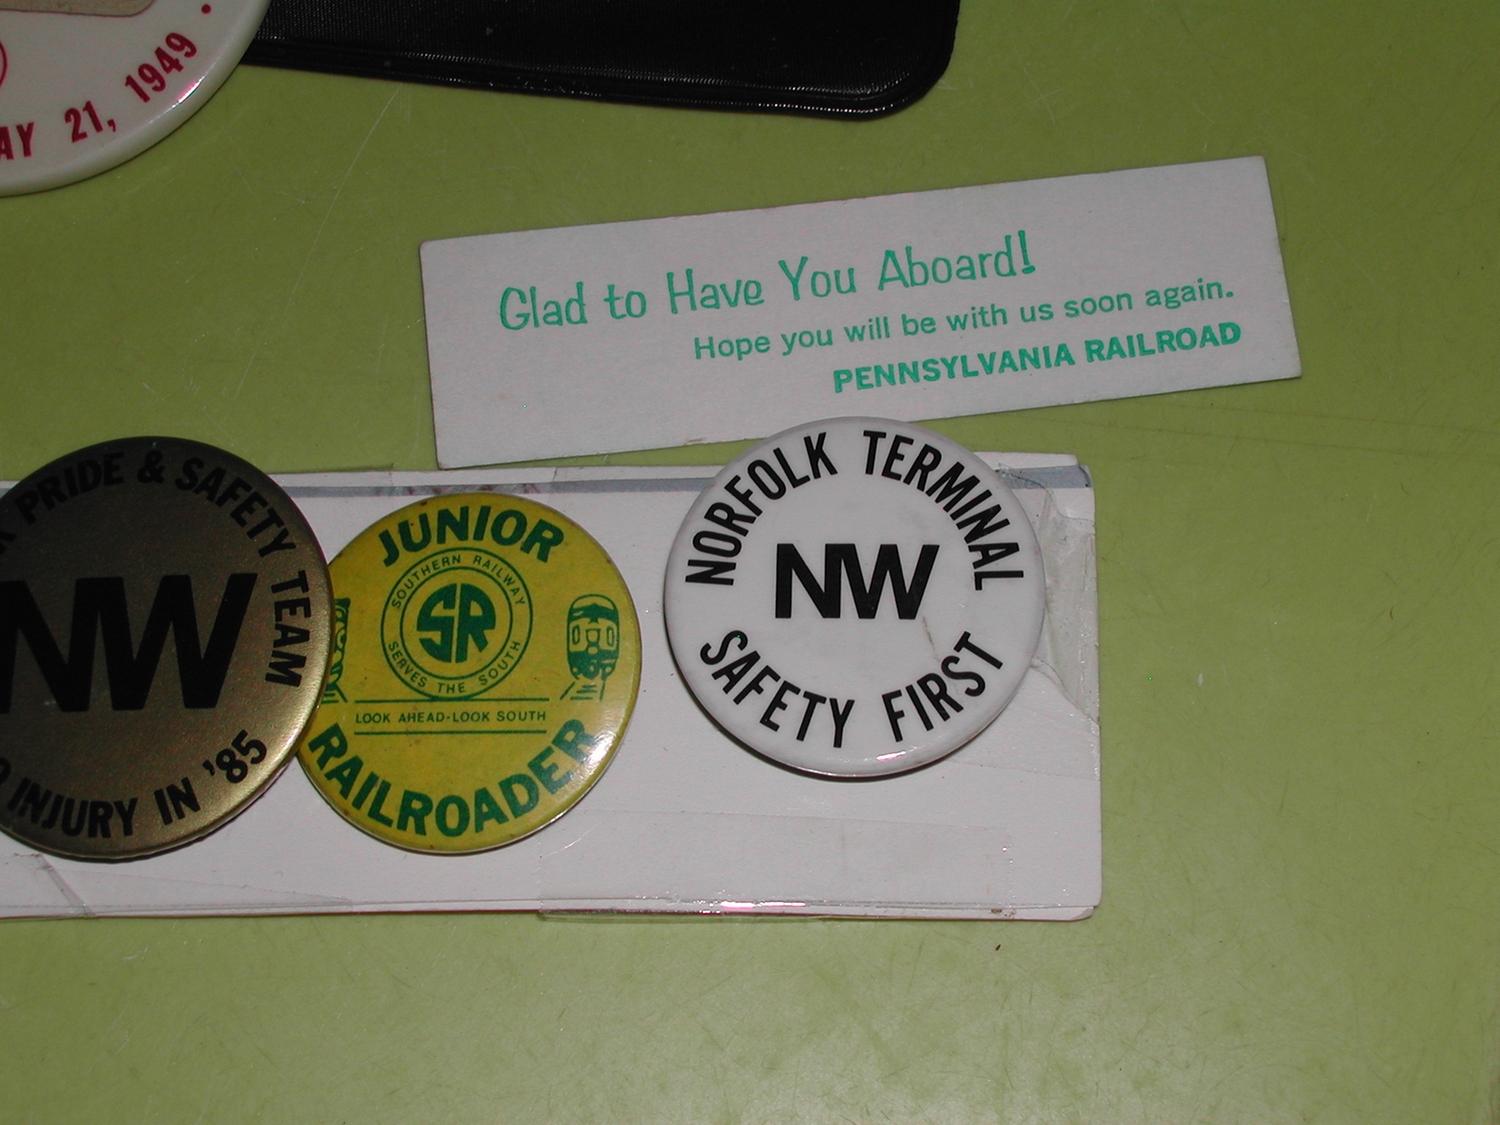 21, 1949
Glad to Have You Aboard!
Hope you will be with us soon again.
PENNSYLVANIA RAILROAD
PRIDE & SAFETY TEAM
NW
INJURY IN '85
JUNIOR
SOUTHERN RAILWAY
SR
SERVES THE SOUTH
LOOK AHEAD-LOOK SOUTH
RAILROADER
NORFOLK TERMINAL
NW
SAFETY FIRST